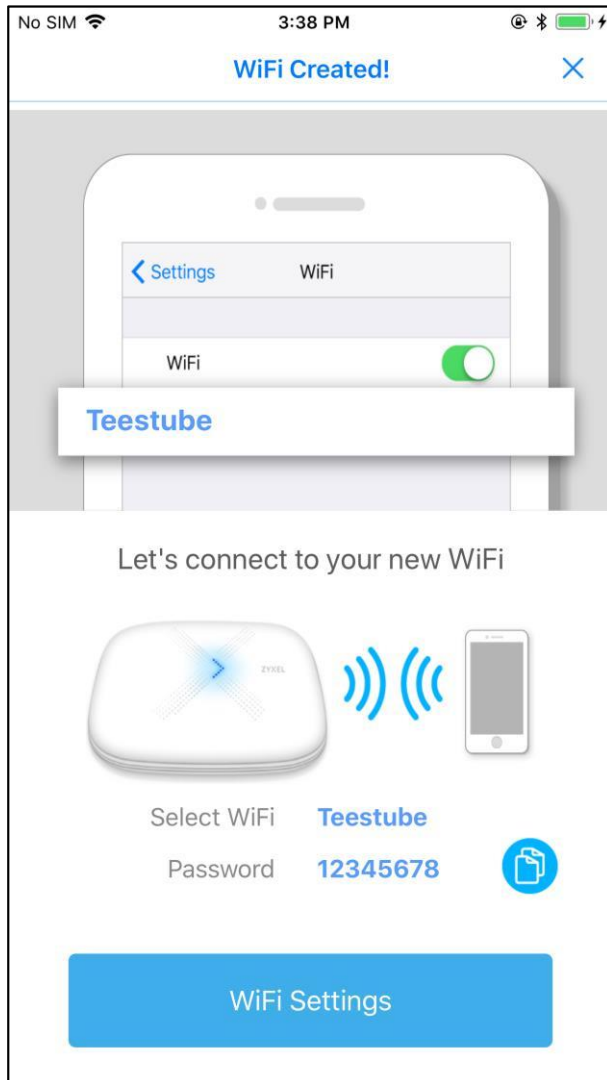 No SIM 3:38 PM
WiFi Created!
Settings WiFi
WiFi
Teestube
Let's connect to your new WiFi
ZYXEL
Select WiFi Teestube
Password 12345678
WiFi Settings